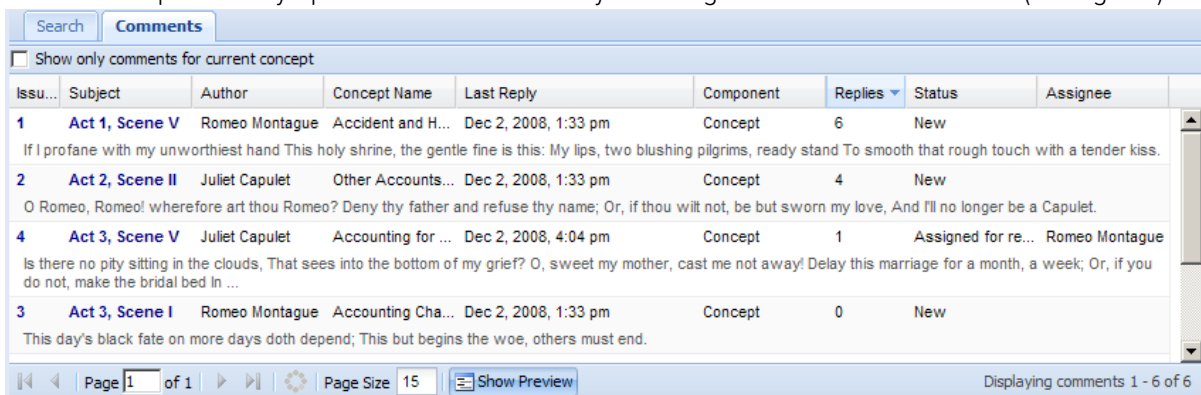 Search Comments
Show only comments for current concept
Issu... Subject Author Concept Name Last Reply Component Replies Status Assignee
1 Act 1, Scene V Romeo Montague Accident and H... Dec 2, 2008, 1:33 pm Concept 6 New
If I profane with my unworthiest hand This holy shrine, the gentle fine is this: My lips, two blushing pilgrims, ready stand To smooth that rough touch with a tender kiss.
2 Act 2, Scene II Juliet Capulet Other Accounts... Dec 2, 2008, 1:33 pm Concept 4 New
O Romeo, Romeo! wherefore art thou Romeo? Deny thy father and refuse thy name; Or, if thou wilt not, be but sworn my love, And I'll no longer be a Capulet.
4 Act 3, Scene V Juliet Capulet Accounting for ... Dec 2, 2008, 4:04 pm Concept 1 Assigned for re... Romeo Montague
Is there no pity sitting in the clouds, That sees into the bottom of my grief? O, sweet my mother, cast me not away! Delay this marriage for a month, a week; Or, if you
do not, make the bridal bed In ...
3 Act 3, Scene I Romeo Montague Accounting Cha... Dec 2, 2008, 1:33 pm Concept 0 New
This day's black fate on more days doth depend; This but begins the woe, others must end.
Page 1 of 1 Page Size 15 Show Preview Displaying comments 1 - 6 of 6